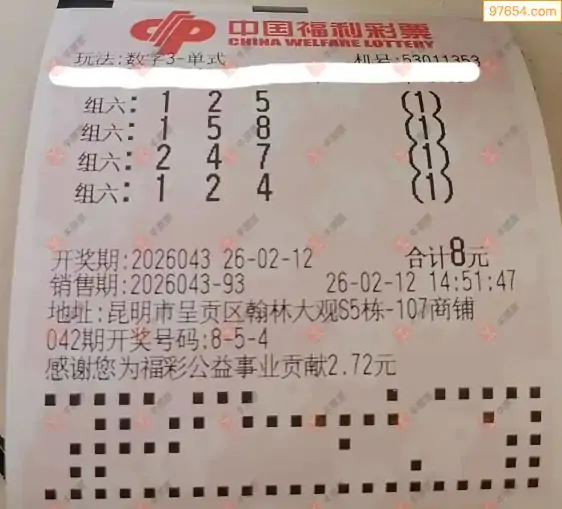 97654.com
中国福利彩票
CHINA WELFARE LOTTERY
玩法:数字3-单式 机号:53011353
组六: 1 2 5 (1)
组六: 1 5 8 (1)
组六: 2 4 7 (1)
组六: 1 2 4 (1)
开奖期:2026043 26-02-12 合计8元
销售期:2026043-93 26-02-12 14:51:47
地址:昆明市呈贡区翰林大观S5栋-107商铺
042期开奖号码:8-5-4
感谢您为福彩公益事业贡献2.72元